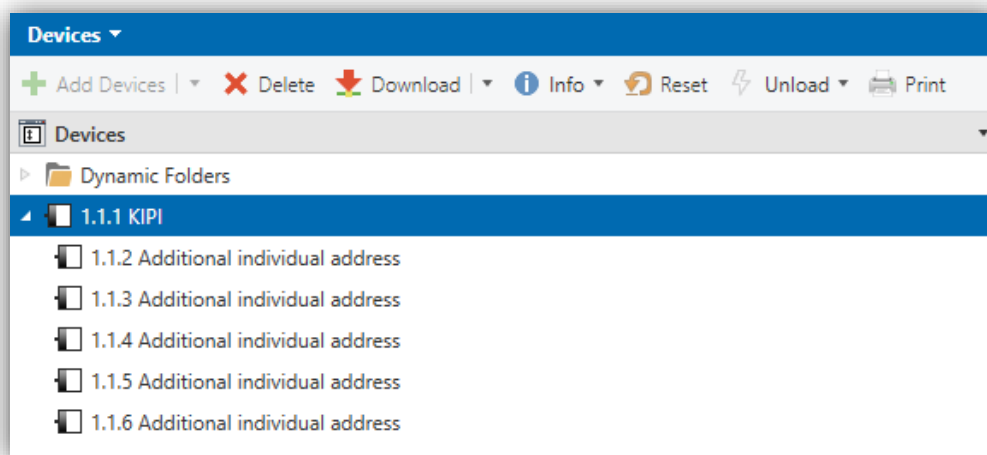 Devices
Add Devices Delete Download Info Reset Unload Print
Devices
Dynamic Folders
1.1.1 KIPI
1.1.2 Additional individual address
1.1.3 Additional individual address
1.1.4 Additional individual address
1.1.5 Additional individual address
1.1.6 Additional individual address